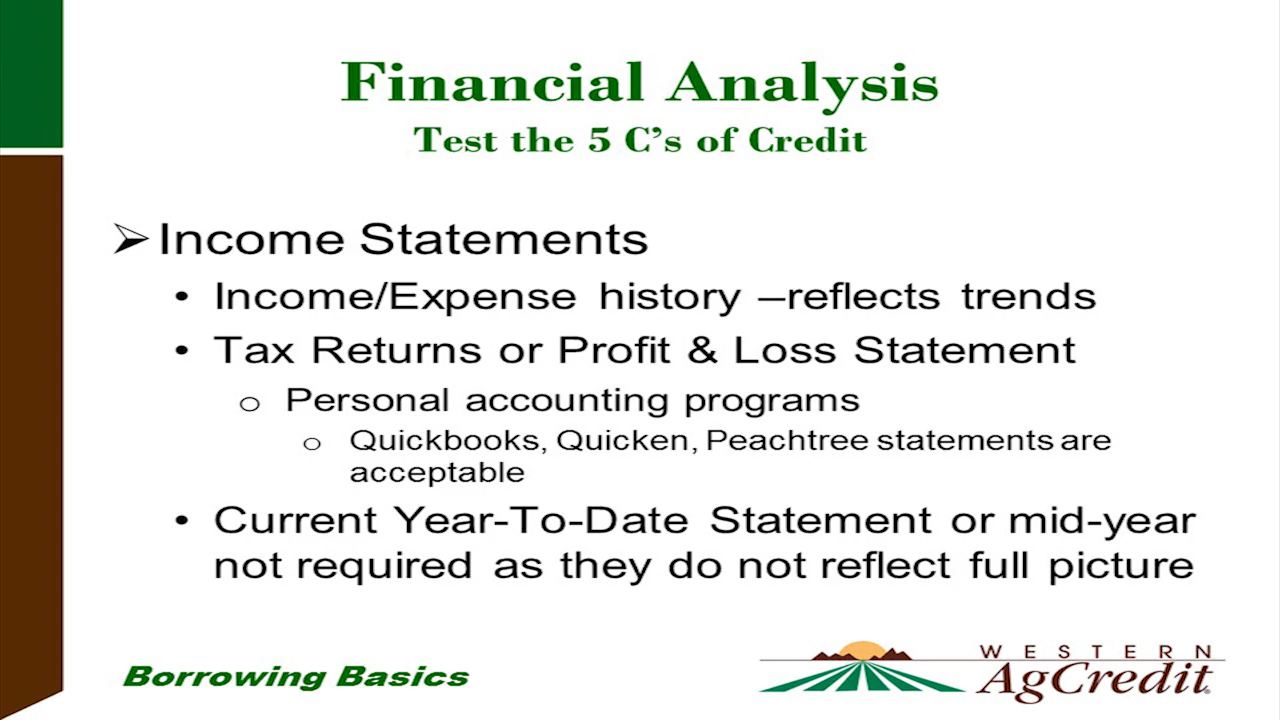 Financial Analysis
Test the 5 C’s of Credit
➢ Income Statements
• Income/Expense history –reflects trends
• Tax Returns or Profit & Loss Statement
o Personal accounting programs
o Quickbooks, Quicken, Peachtree statements are
acceptable
• Current Year-To-Date Statement or mid-year
not required as they do not reflect full picture
Borrowing Basics
WESTERN
AgCredit®